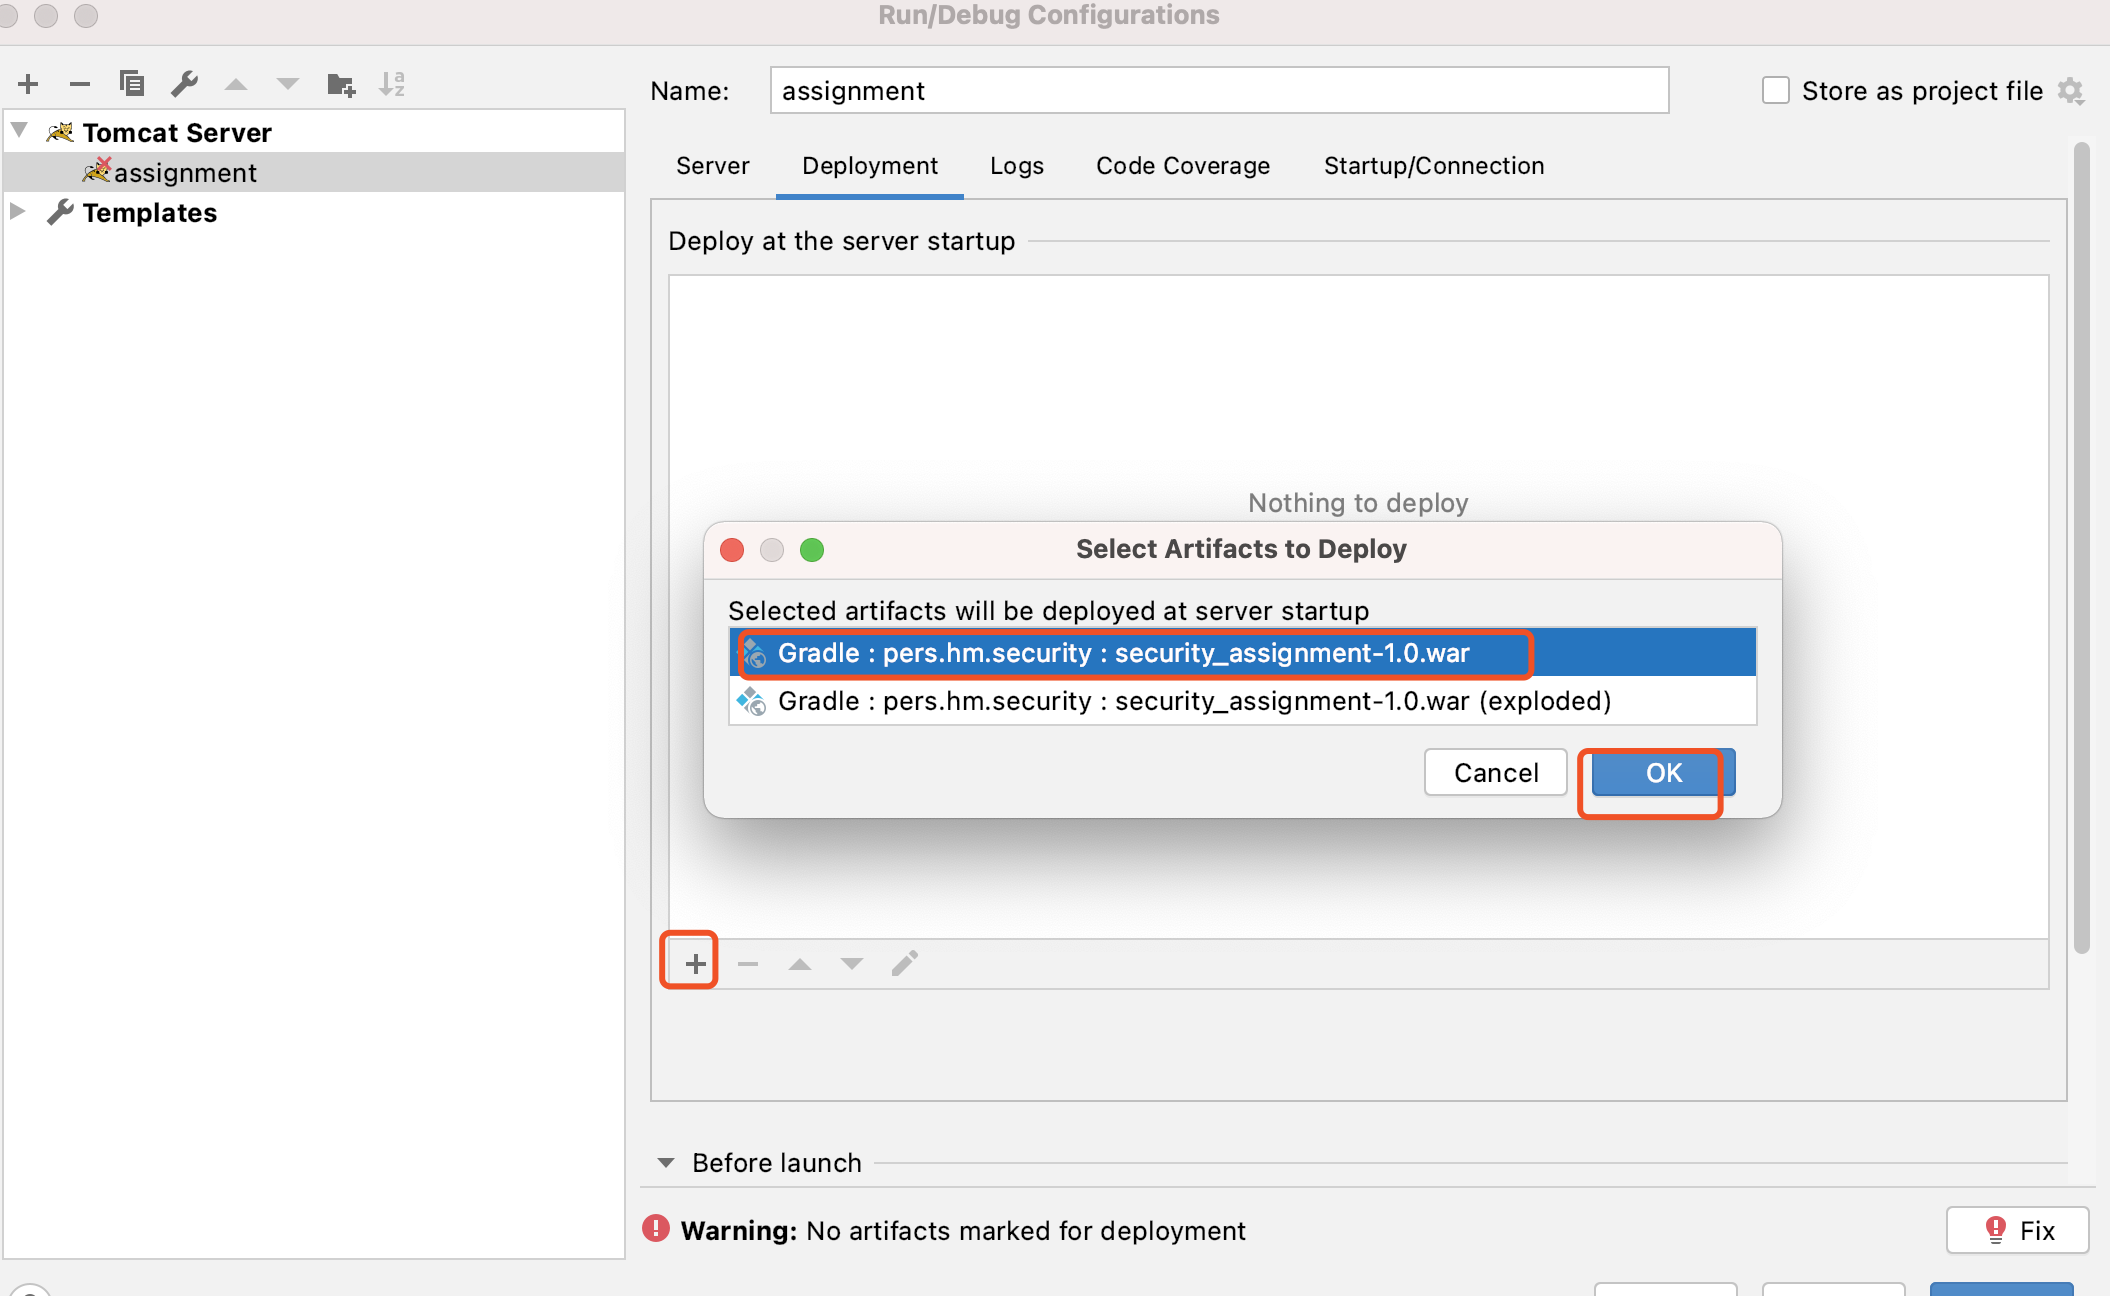 Run/Debug Configurations
Name: assignment Store as project file
Tomcat Server
assignment
Templates
Server Deployment Logs Code Coverage Startup/Connection
Deploy at the server startup
Nothing to deploy
Select Artifacts to Deploy
Selected artifacts will be deployed at server startup
Gradle : pers.hm.security : security_assignment-1.0.war
Gradle : pers.hm.security : security_assignment-1.0.war (exploded)
Cancel OK
Before launch
Warning: No artifacts marked for deployment Fix